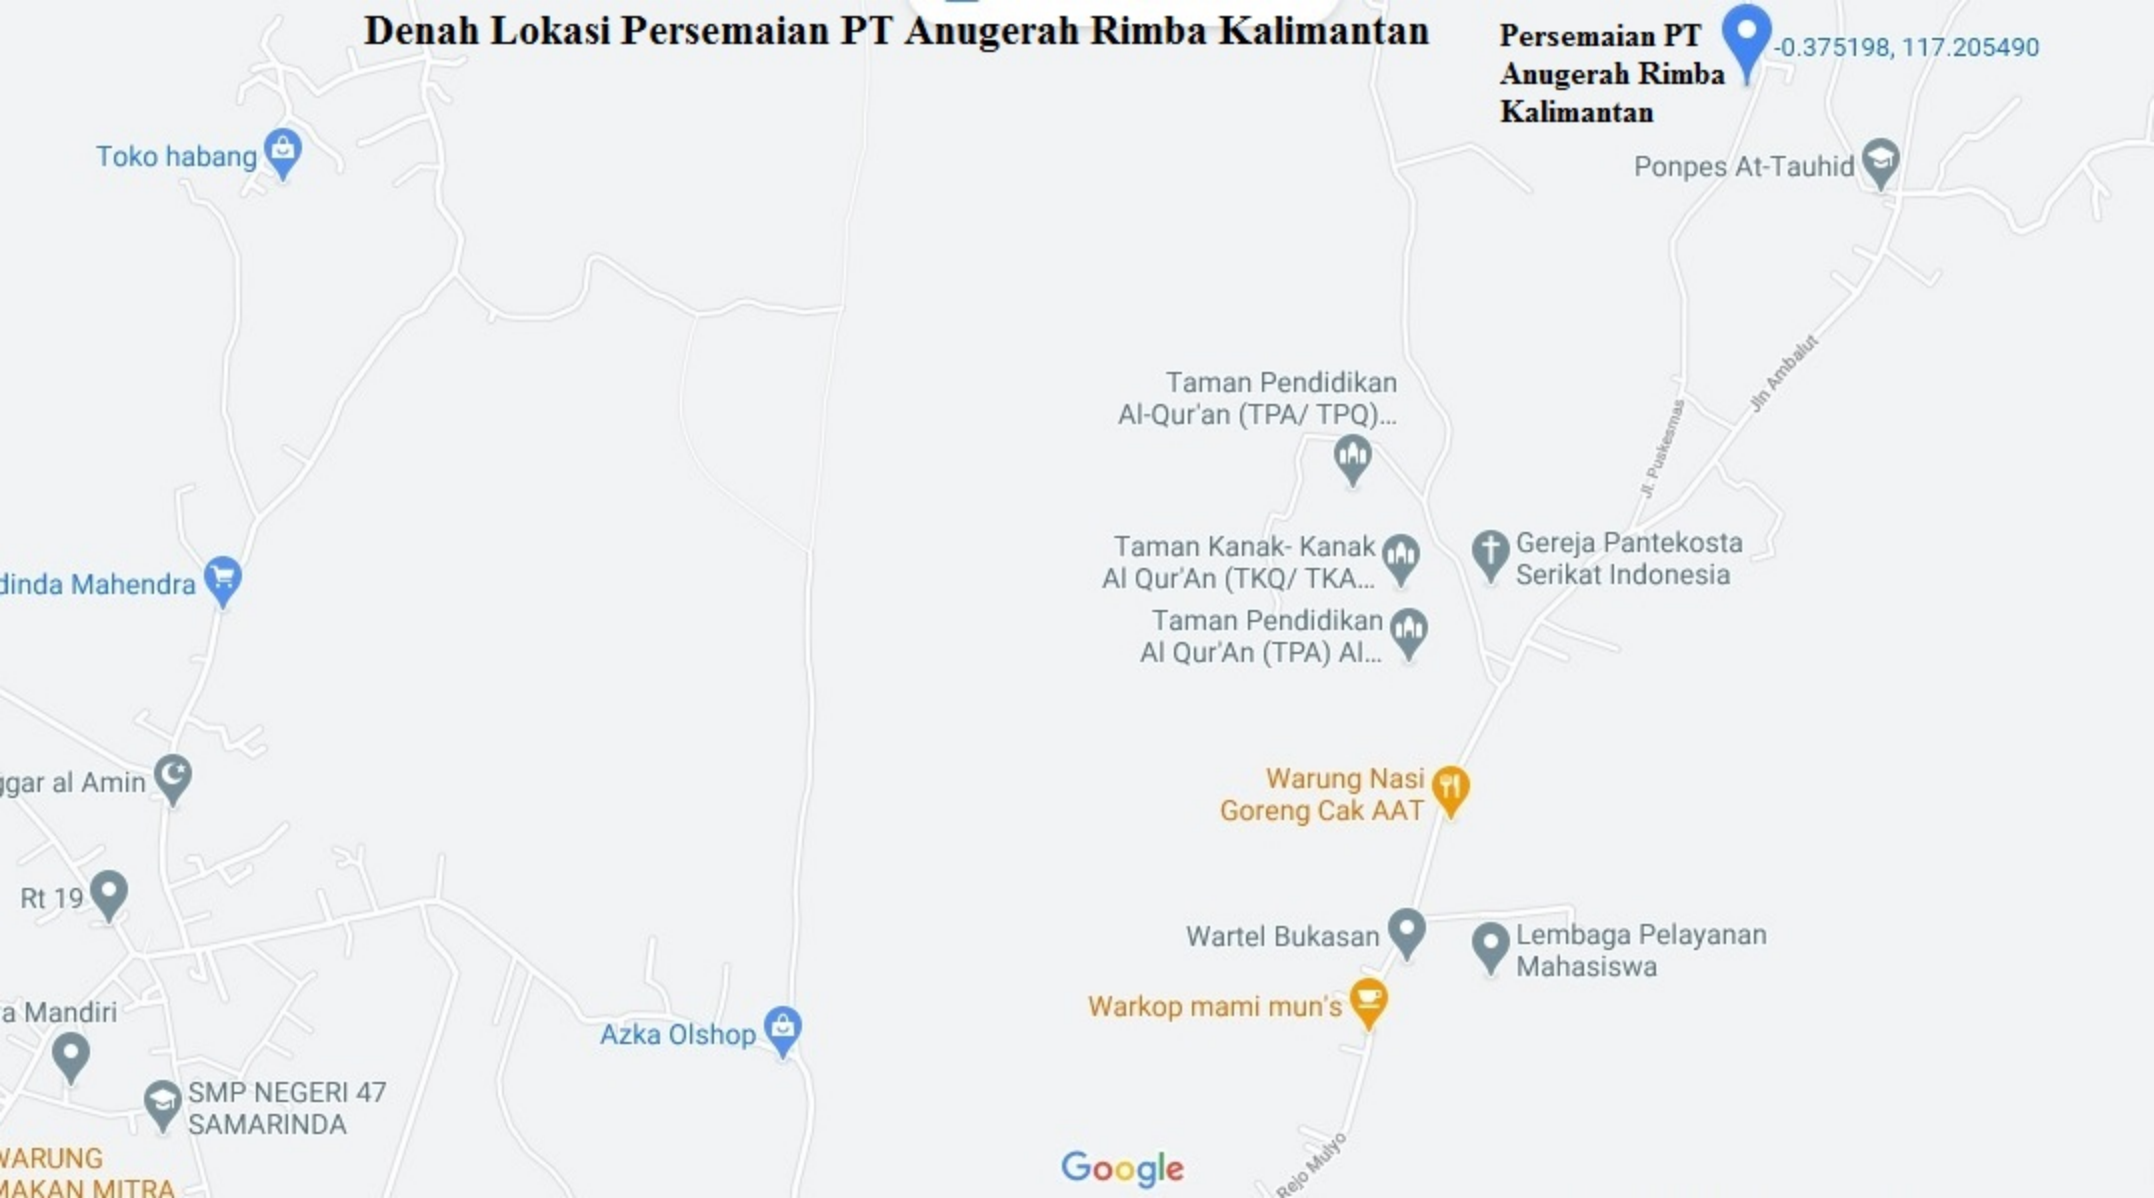 Denah Lokasi Persemaian PT Anugerah Rimba Kalimantan
Persemaian PT
Anugerah Rimba
Kalimantan
-0.375198, 117.205490
Toko habang
Ponpes At-Tauhid
Jln Ambalut
Jl. Puskesmas
Taman Pendidikan
Al-Qur'an (TPA/ TPQ)...
Taman Kanak- Kanak
Al Qur'An (TKQ/ TKA...
Gereja Pantekosta
Serikat Indonesia
dinda Mahendra
Taman Pendidikan
Al Qur'An (TPA) Al...
ggar al Amin
Warung Nasi
Goreng Cak AAT
Rt 19
Wartel Bukasan
Lembaga Pelayanan
Mahasiswa
a Mandiri
Warkop mami mun's
Azka Olshop
SMP NEGERI 47
SAMARINDA
WARUNG
MAKAN MITRA
Google
Rejo Mulyo